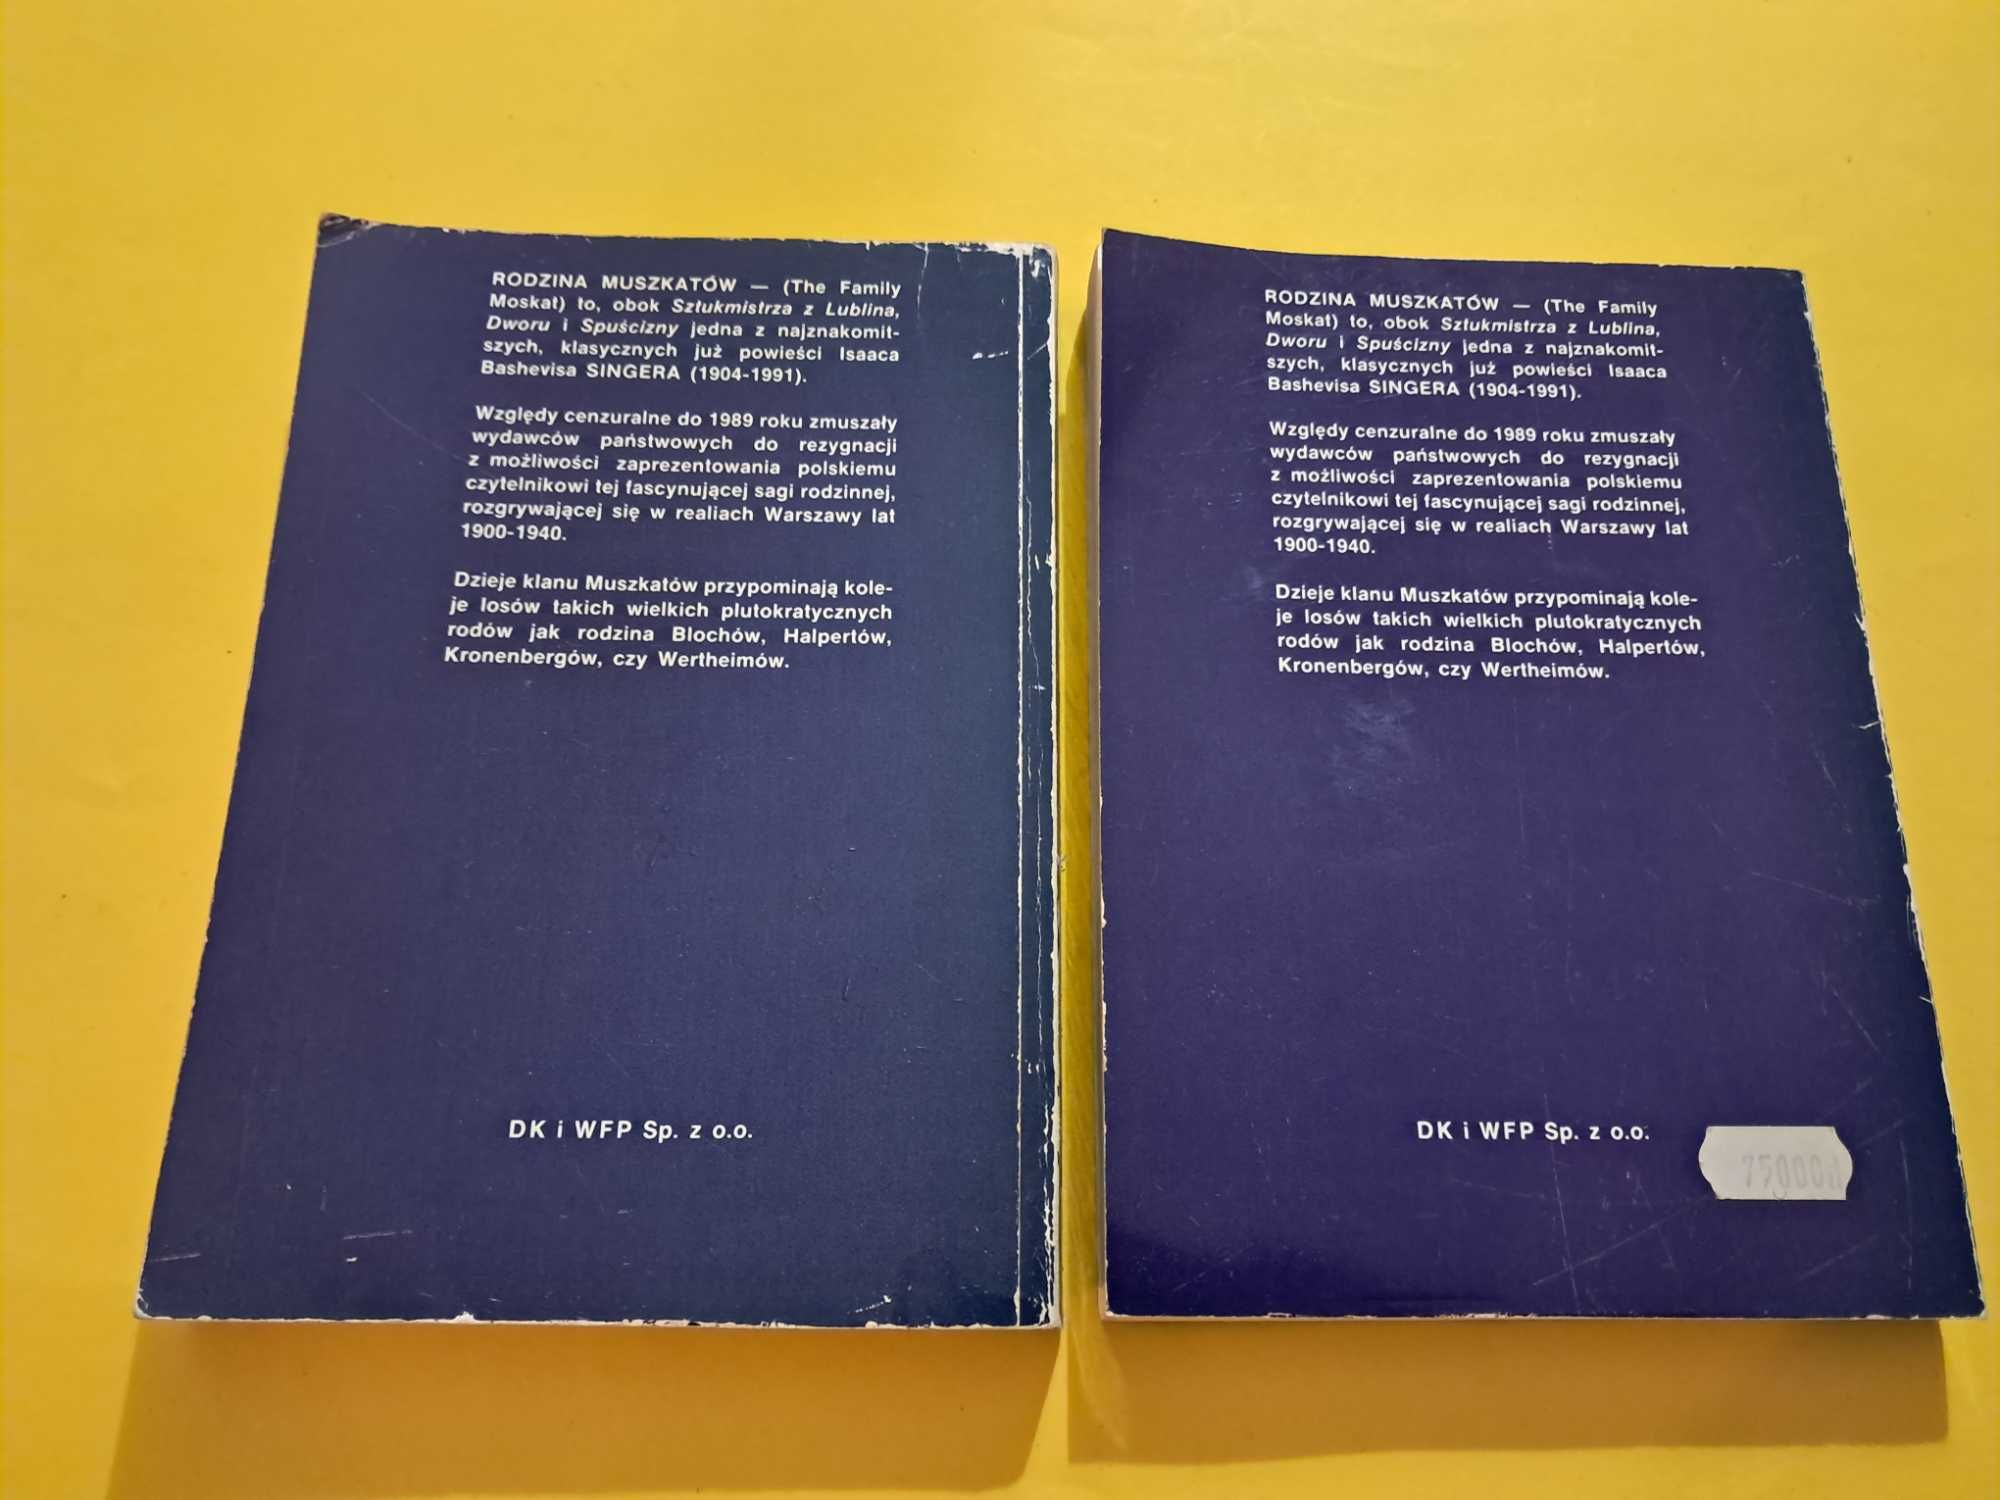 RODZINA MUSZKATÓW — (The Family
Moskat) to, obok Sztukmistrza z Lublina,
Dworu i Spuścizny jedna z najznakomit-
szych, klasycznych już powieści Isaaca
Bashevisa SINGERA (1904-1991).
Względy cenzuralne do 1989 roku zmuszały
wydawców państwowych do rezygnacji
z możliwości zaprezentowania polskiemu
czytelnikowi tej fascynującej sagi rodzinnej,
rozgrywającej się w realiach Warszawy lat
1900-1940.
Dzieje klanu Muszkatów przypominają kole-
je losów takich wielkich plutokratycznych
rodów jak rodzina Blochów, Halpertów,
Kronenbergów, czy Wertheimów.
DK i WFP Sp. z o.o.
RODZINA MUSZKATÓW — (The Family
Moskat) to, obok Sztukmistrza z Lublina,
Dworu i Spuścizny jedna z najznakomit-
szych, klasycznych już powieści Isaaca
Bashevisa SINGERA (1904-1991).
Względy cenzuralne do 1989 roku zmuszały
wydawców państwowych do rezygnacji
z możliwości zaprezentowania polskiemu
czytelnikowi tej fascynującej sagi rodzinnej,
rozgrywającej się w realiach Warszawy lat
1900-1940.
Dzieje klanu Muszkatów przypominają kole-
je losów takich wielkich plutokratycznych
rodów jak rodzina Blochów, Halpertów,
Kronenbergów, czy Wertheimów.
DK i WFP Sp. z o.o.
75000zł